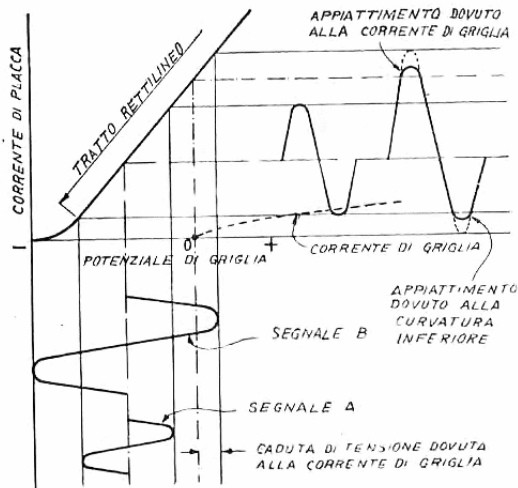 APPIATTIMENTO DOVUTO
ALLA CORRENTE DI GRIGLIA
CORRENTE DI PLACCA
TRATTO RETTILINEO
I
0
+
POTENZIALE DI GRIGLIA
CORRENTE DI GRIGLIA
APPIATTIMENTO
DOVUTO ALLA
CURVATURA
INFERIORE
SEGNALE B
SEGNALE A
CADUTA DI TENSIONE DOVUTA
ALLA CORRENTE DI GRIGLIA